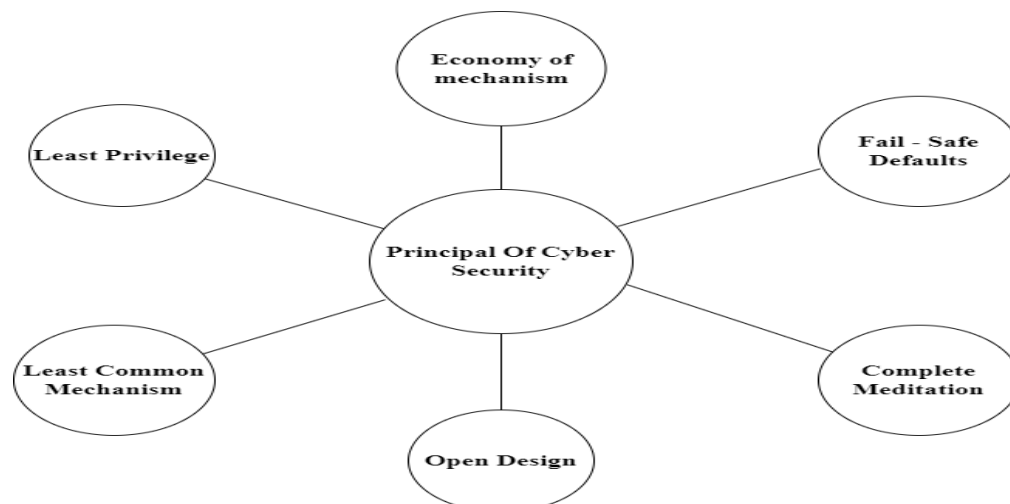 Economy of
mechanism
Least Privilege
Fail - Safe
Defaults
Principal Of Cyber
Security
Least Common
Mechanism
Complete
Meditation
Open Design